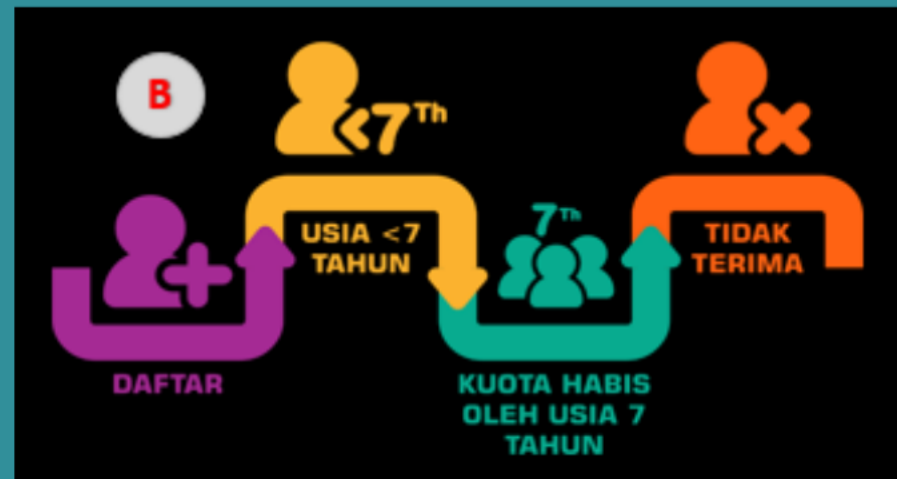 B
<7Th
DAFTAR
USIA <7
TAHUN
7Th
KUOTA HABIS
OLEH USIA 7
TAHUN
TIDAK
TERIMA